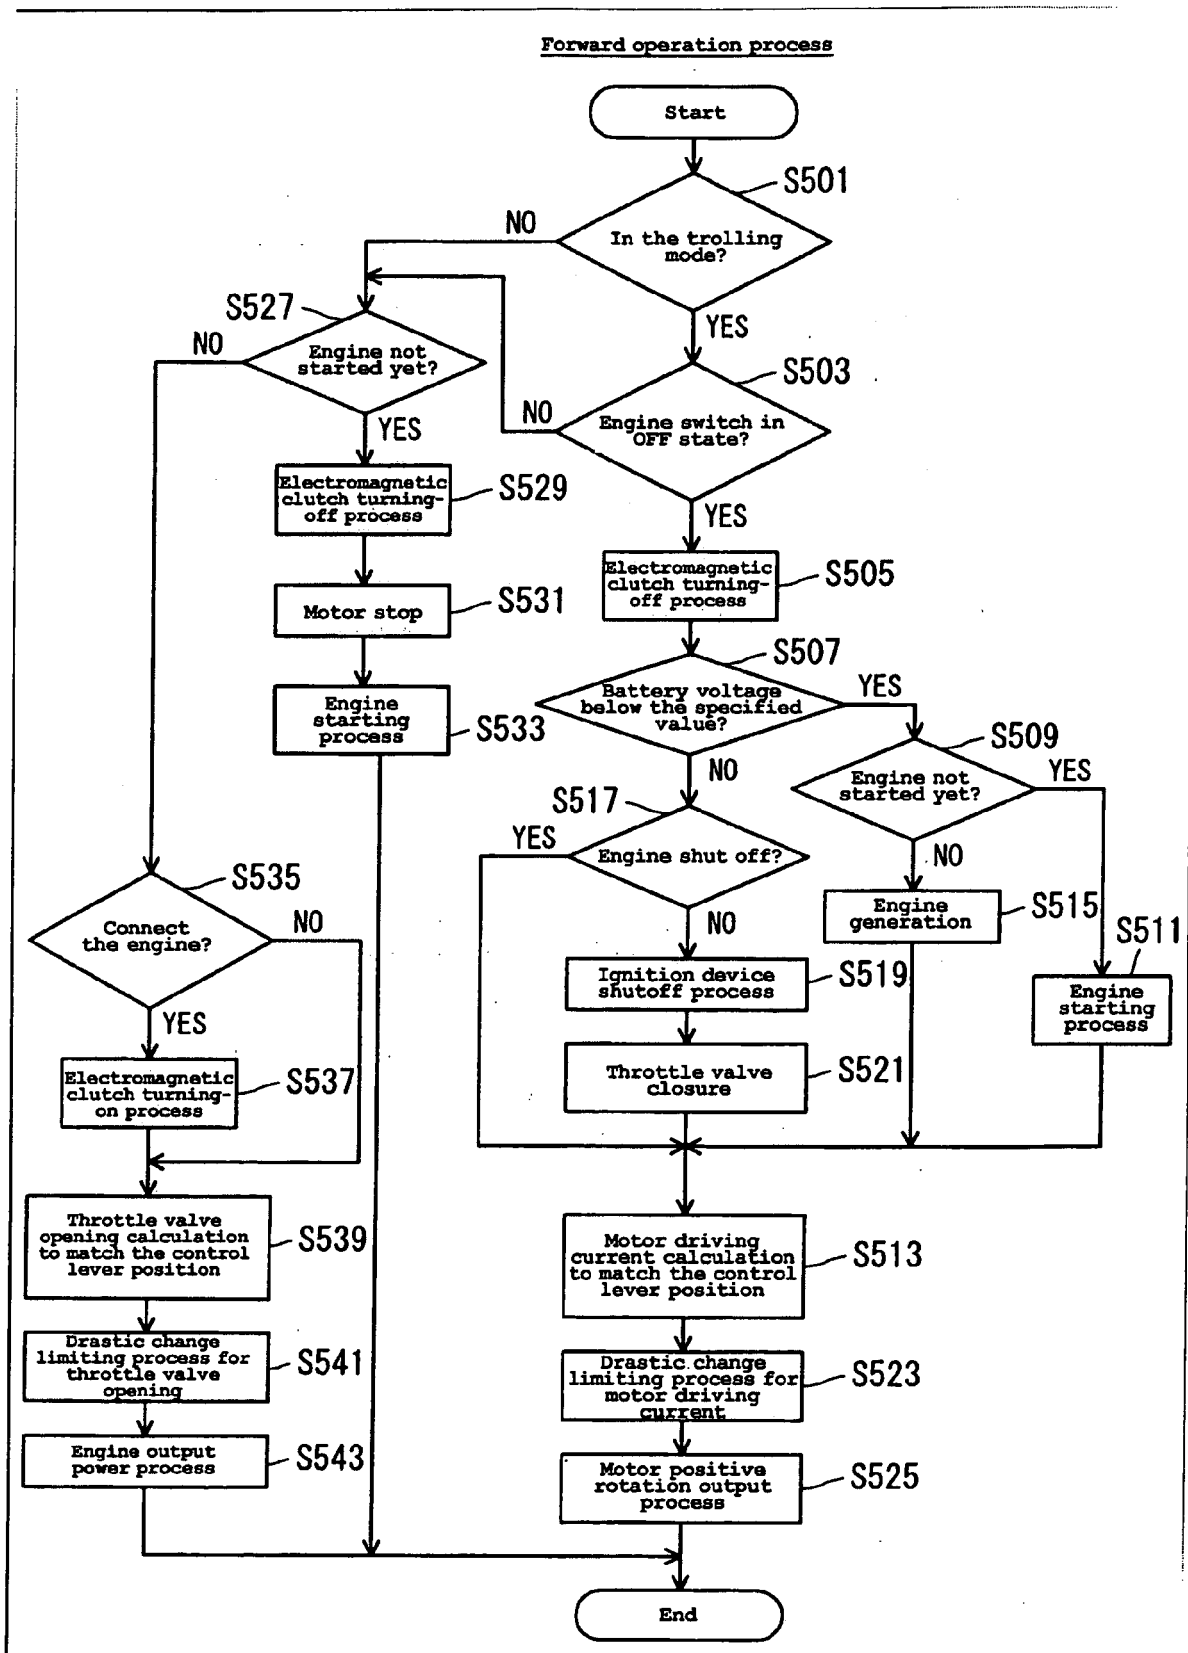 Forward operation process
Start
S501
NO
In the trolling
mode?
YES
S527
NO
Engine not
started yet?
YES
S503
NO
Engine switch in
OFF state?
YES
Electromagnetic
clutch turning-
off process
S529
Motor stop
S531
Engine
starting
process
S533
Electromagnetic
clutch turning-
off process
S505
S507
Battery voltage
below the specified
value?
YES
NO
S509
Engine not
started yet?
YES
NO
S517
YES
Engine shut off?
NO
Engine
generation
S515
S511
Engine
starting
process
Ignition device
shutoff process
S519
Throttle valve
closure
S521
S535
Connect
the engine?
NO
YES
Electromagnetic
clutch turning-
on process
S537
Throttle valve
opening calculation
to match the control
lever position
S539
Drastic change
limiting process for
throttle valve
opening
S541
Engine output
power process
S543
Motor driving
current calculation
to match the control
lever position
S513
Drastic change
limiting process for
motor driving
current
S523
Motor positive
rotation output
process
S525
End